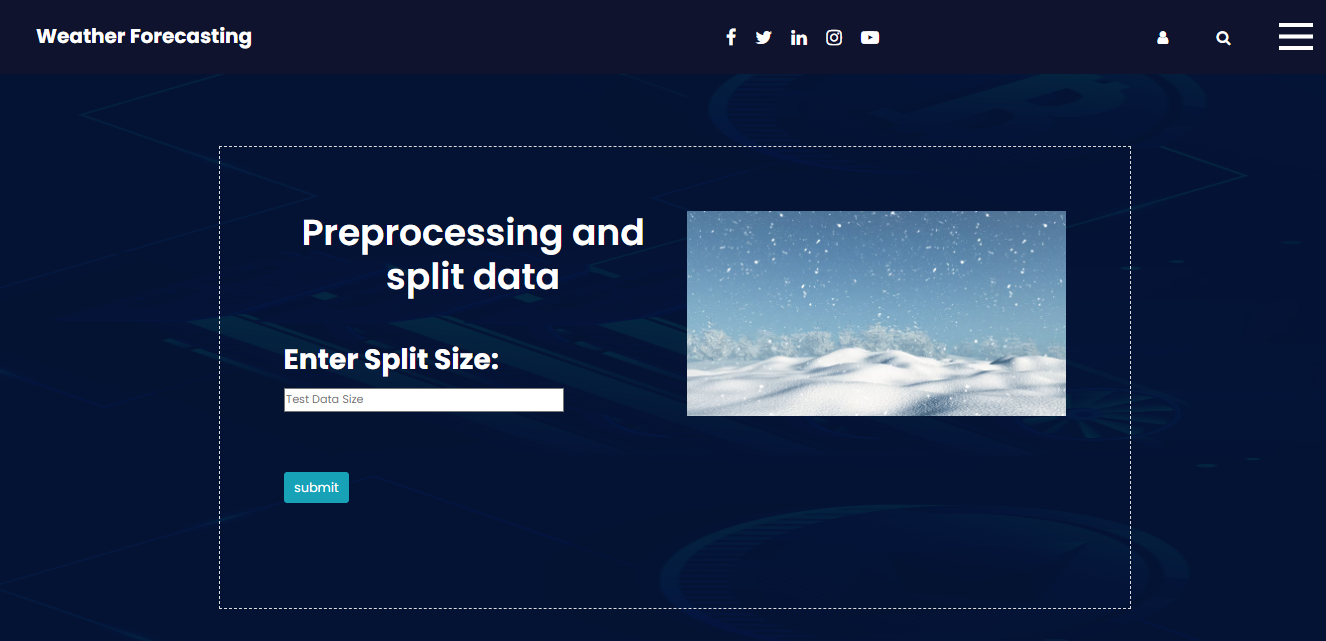 Weather Forecasting
Preprocessing and
split data
Enter Split Size:
Test Data Size
submit